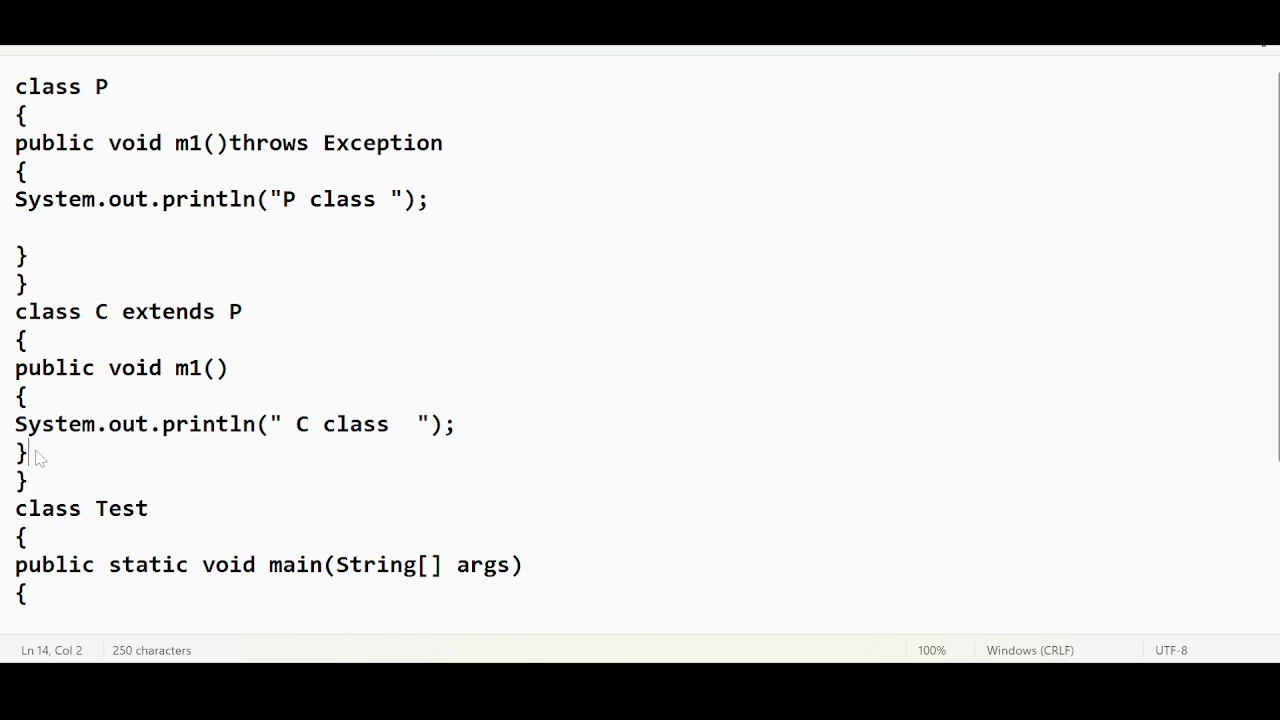 class P
{
public void m1()throws Exception
{
System.out.println("P class ");
}
}
class C extends P
{
public void m1()
{
System.out.println(" C class  ");
}
}
class Test
{
public static void main(String[] args)
{
Ln 14, Col 2 250 characters 100% Windows (CRLF) UTF-8